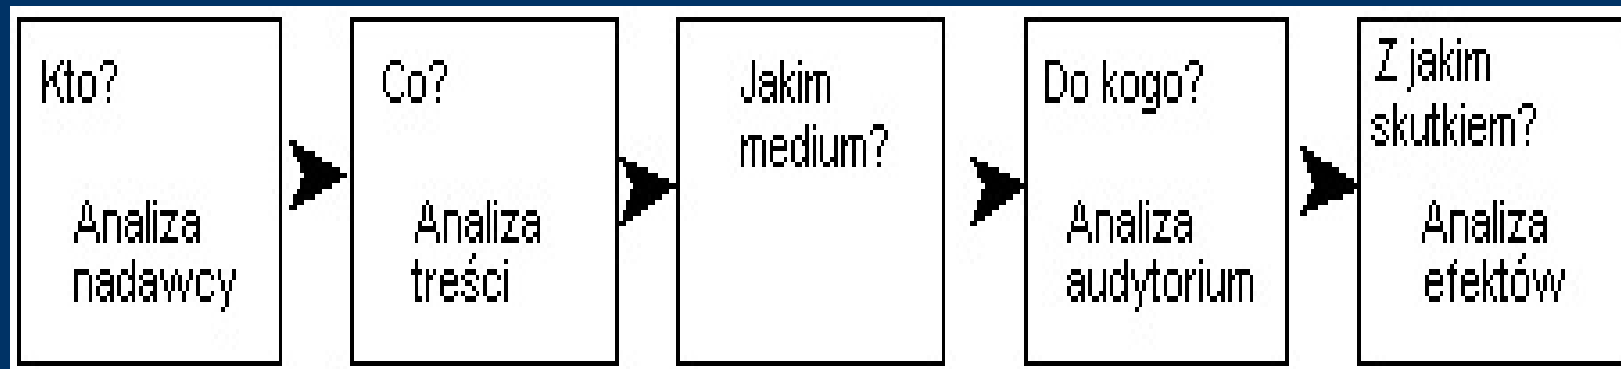 Kto?
Analiza
nadawcy
Co?
Analiza
treści
Jakim
medium?
Do kogo?
Analiza
audytorium
Z jakim
skutkiem?
Analiza
efektów